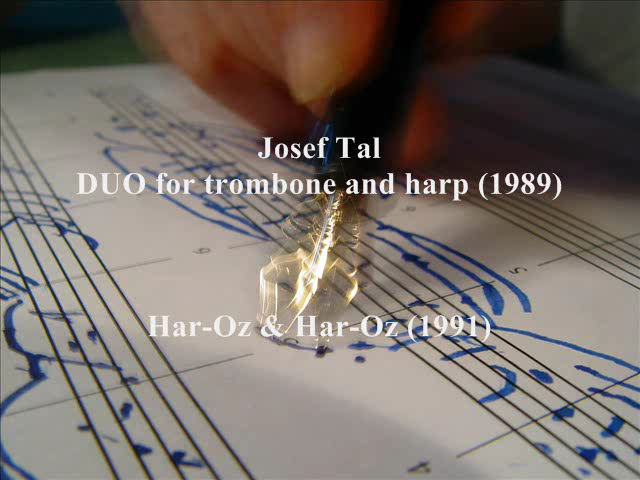 Josef Tal
DUO for trombone and harp (1989)
Har-Oz & Har-Oz (1991)